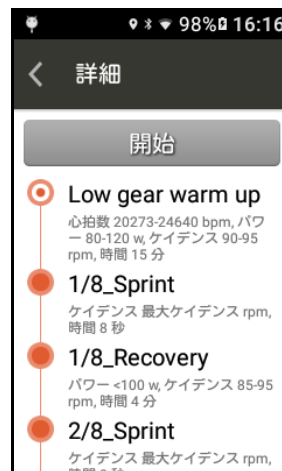 98% 16:16
詳細
開始
Low gear warm up
心拍数 20273-24640 bpm, パワ
ー 80-120 w, ケイデンス 90-95
rpm, 時間 15 分
1/8_Sprint
ケイデンス 最大ケイデンス rpm,
時間 8 秒
1/8_Recovery
パワー <100 w, ケイデンス 85-95
rpm, 時間 4 分
2/8_Sprint
ケイデンス 最大ケイデンス rpm,